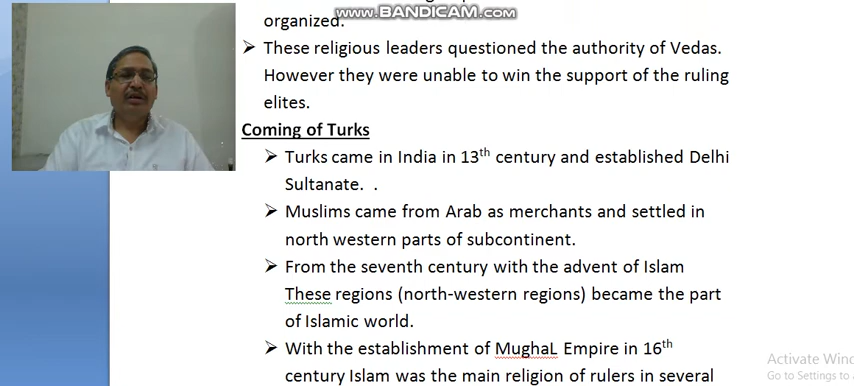 www.BANDICAM.com
organized.
➢ These religious leaders questioned the authority of Vedas.
However they were unable to win the support of the ruling
elites.
Coming of Turks
➢ Turks came in India in 13th century and established Delhi
Sultanate. .
➢ Muslims came from Arab as merchants and settled in
north western parts of subcontinent.
➢ From the seventh century with the advent of Islam
These regions (north-western regions) became the part
of Islamic world.
➢ With the establishment of MughaL Empire in 16th
century Islam was the main religion of rulers in several
Activate Wind
Go to Settings to